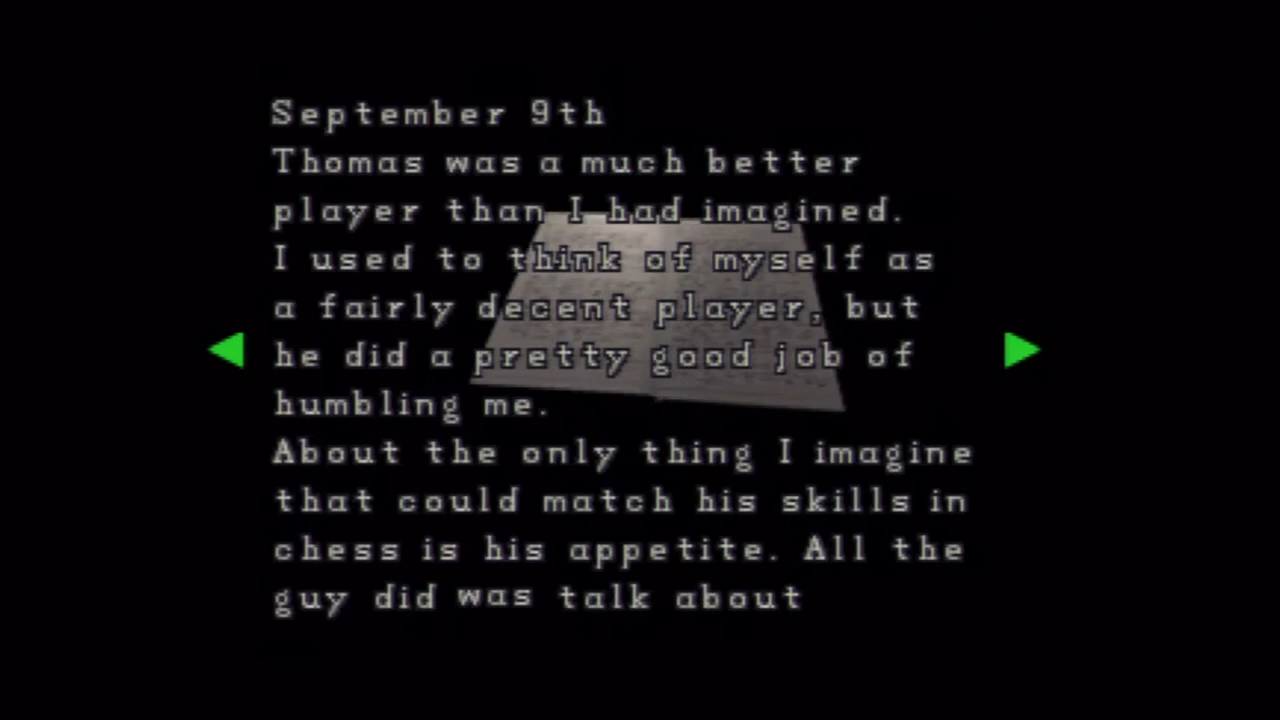 September 9th
Thomas was a much better
player than I had imagined.
I used to think of myself as
a fairly decent player, but
he did a pretty good job of
humbling me.
About the only thing I imagine
that could match his skills in
chess is his appetite. All the
guy did was talk about